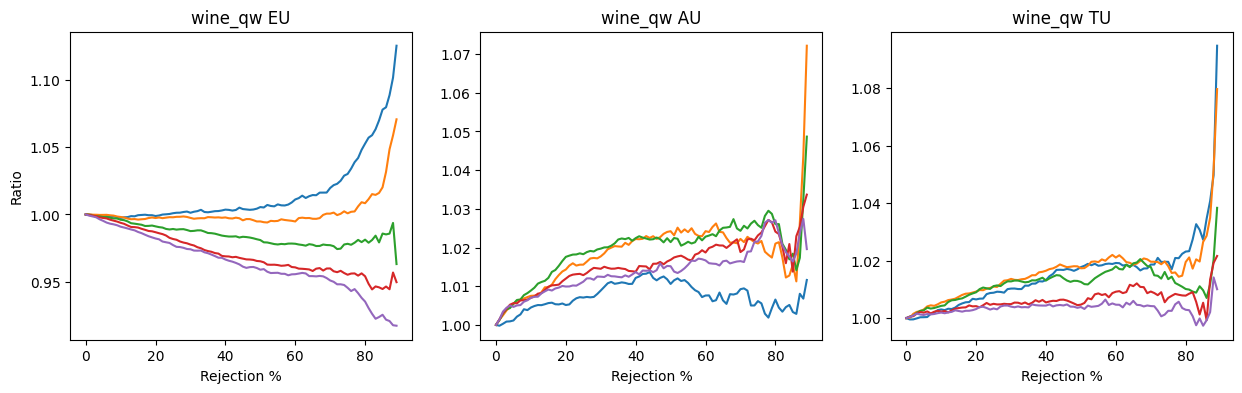 wine_qw EU
1.10
1.05
1.00
0.95
Ratio
0 20 40 60 80
Rejection %
wine_qw AU
1.07
1.06
1.05
1.04
1.03
1.02
1.01
1.00
0 20 40 60 80
Rejection %
wine_qw TU
1.08
1.06
1.04
1.02
1.00
0 20 40 60 80
Rejection %